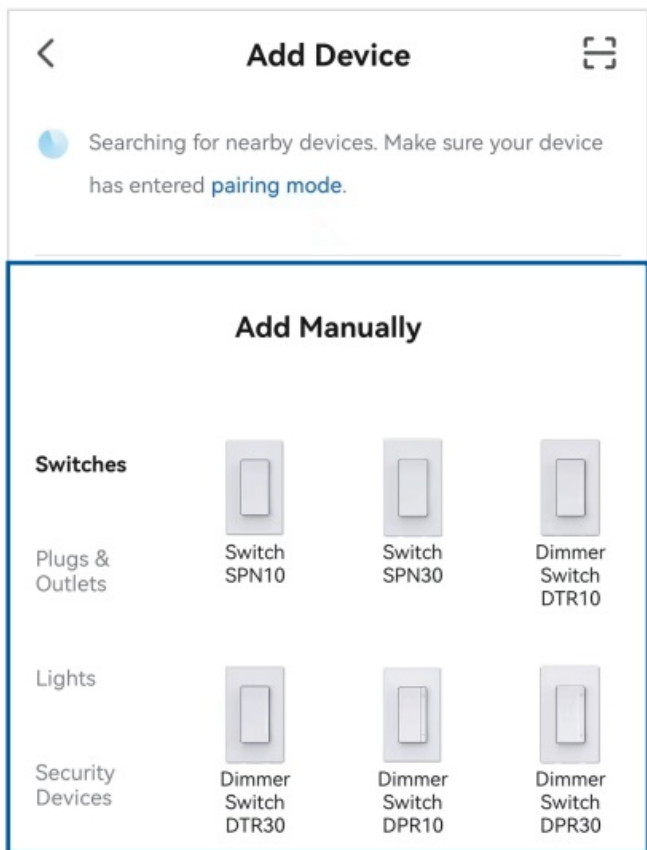 Add Device
Searching for nearby devices. Make sure your device
has entered pairing mode.
Add Manually
Switches
Plugs &
Outlets
Lights
Security
Devices
Switch
SPN10
Switch
SPN30
Dimmer
Switch
DTR10
Dimmer
Switch
DTR30
Dimmer
Switch
DPR10
Dimmer
Switch
DPR30